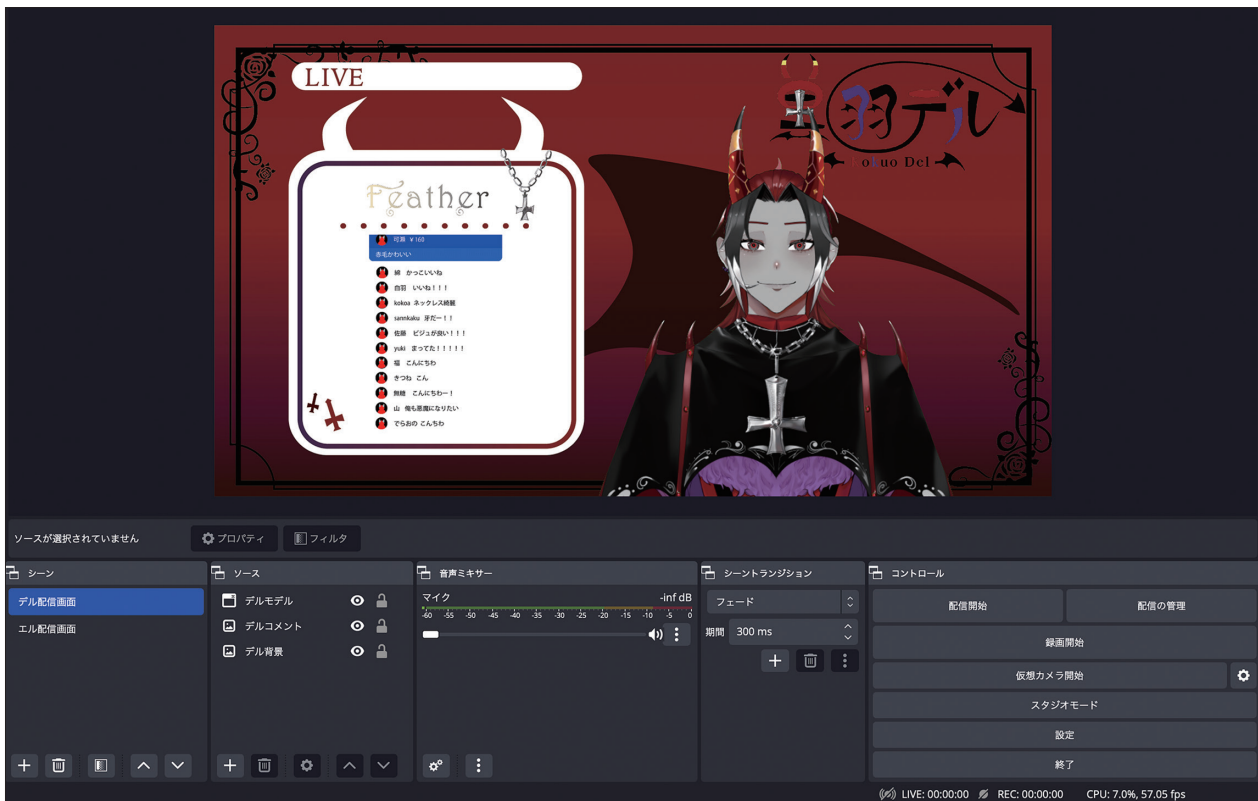 LIVE
黒羽デル
Kokuo Del
Feather
可海 ¥160
赤毛かわいい
綿 かっこいいね
白羽 いいね!!!
kokoa ネックレス綺麗
sannkaku 牙だー!!
佐藤 ビジュが良い!!!
yuki まってた!!!!!
福 こんにちわ
きつね こん
無糖 こんにちわー!
山 俺も悪魔になりたい
でらおの こんちわ
ソースが選択されていません
プロパティ
フィルタ
シーン
デル配信画面
エル配信画面
ソース
デルモデル
デルコメント
デル背景
音声ミキサー
マイク
-inf dB
-60 -55 -50 -45 -40 -35 -30 -25 -20 -15 -10 -5 0
シーントランジション
フェード
期間 300 ms
コントロール
配信開始
配信の管理
録画開始
仮想カメラ開始
スタジオモード
設定
終了
LIVE: 00:00:00 REC: 00:00:00 CPU: 7.0%, 57.05 fps